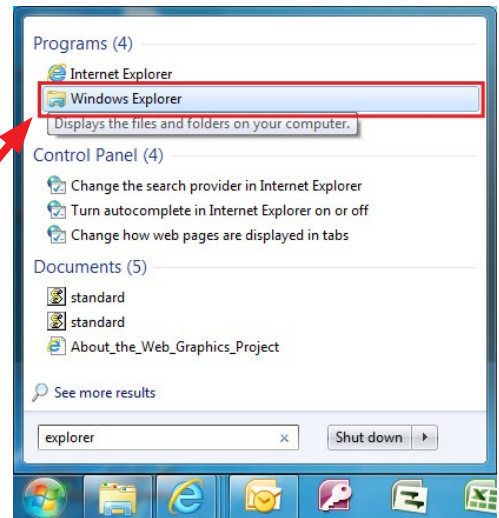 Programs (4)
Internet Explorer
Windows Explorer
Displays the files and folders on your computer.
Control Panel (4)
Change the search provider in Internet Explorer
Turn autocomplete in Internet Explorer on or off
Change how web pages are displayed in tabs
Documents (5)
standard
standard
About_the_Web_Graphics_Project
See more results
explorer
Shut down